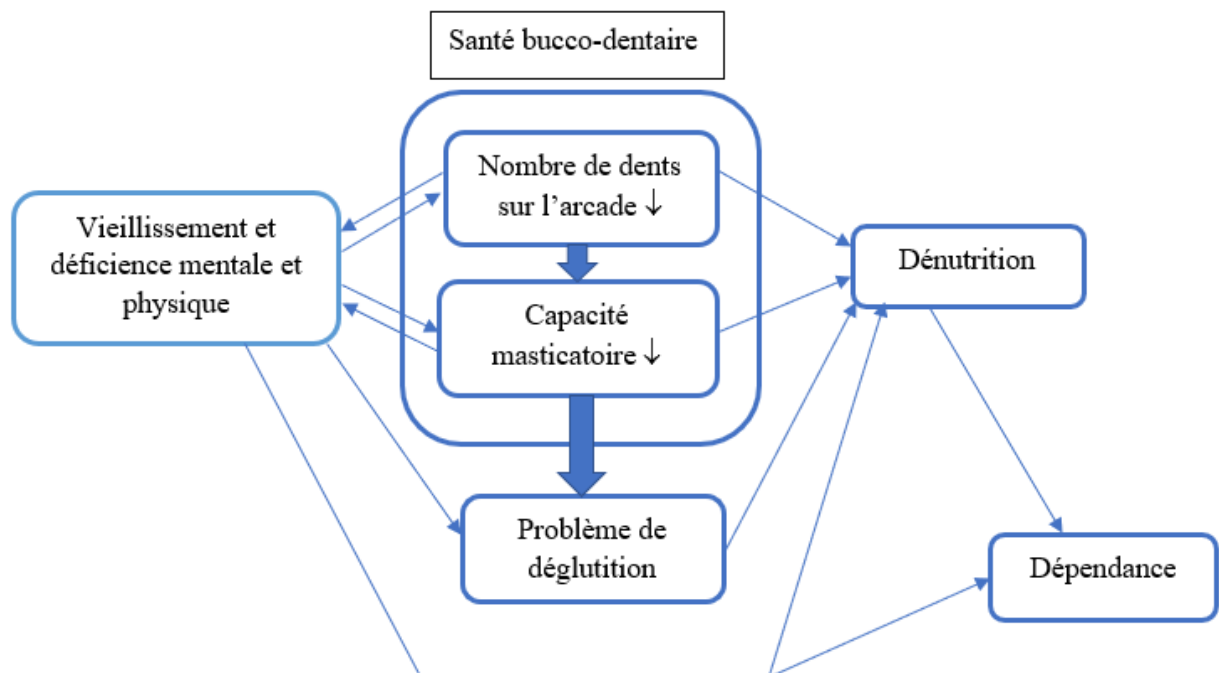 Santé bucco-dentaire
Nombre de dents
sur l'arcade ↓
Vieillissement et
déficience mentale et
physique
Dénutrition
Capacité
masticatoire ↓
Problème de
déglutition
Dépendance